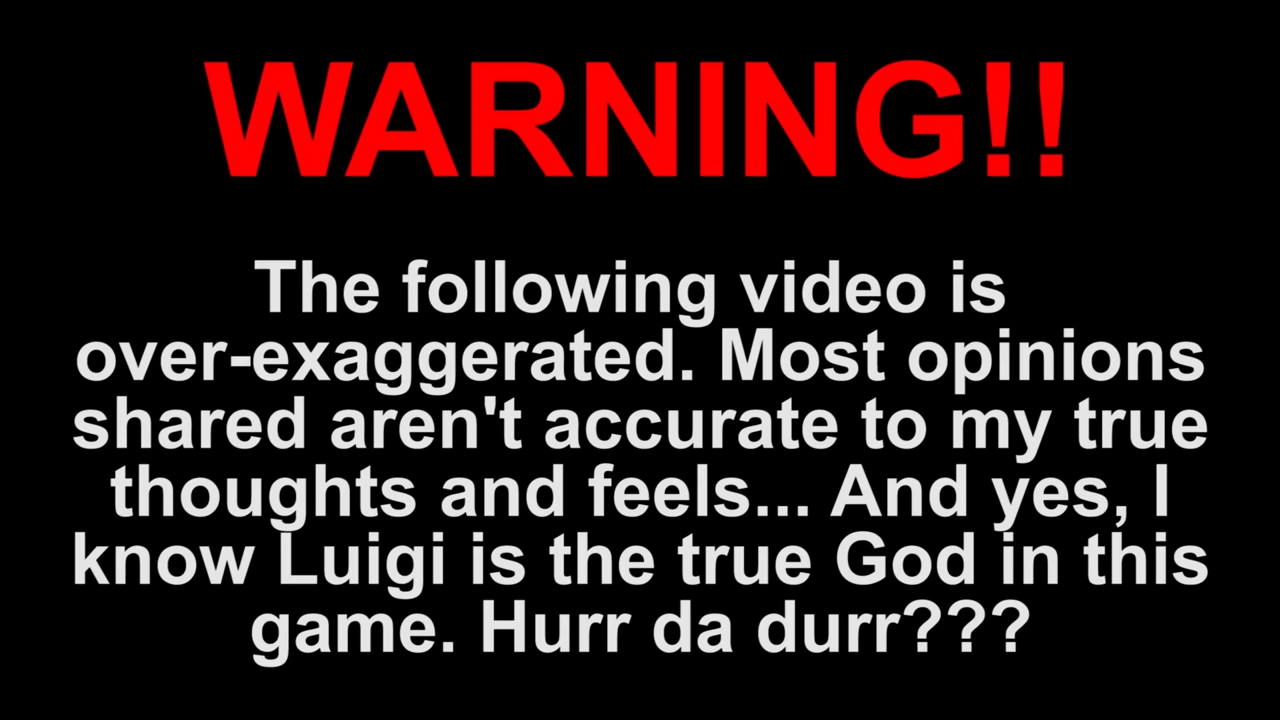 WARNING!!
The following video is
over-exaggerated. Most opinions
shared aren't accurate to my true
thoughts and feels... And yes, I
know Luigi is the true God in this
game. Hurr da durr???